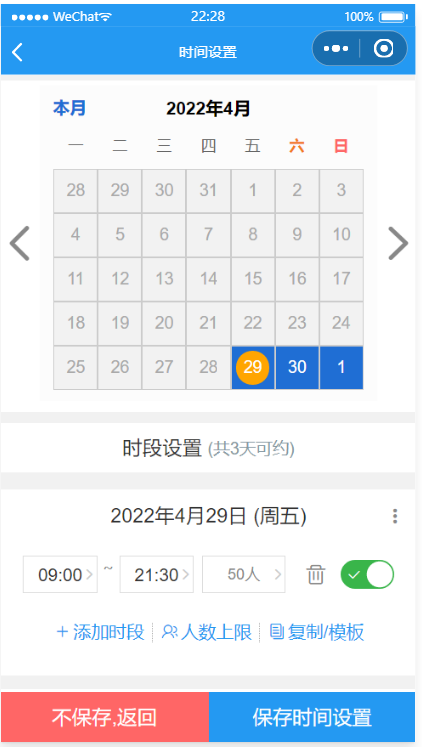 WeChat 22:28 100%
时间设置
本月 2022年4月
一 二 三 四 五 六 日
28 29 30 31 1 2 3
4 5 6 7 8 9 10
11 12 13 14 15 16 17
18 19 20 21 22 23 24
25 26 27 28 29 30 1
时段设置 (共3天可约)
2022年4月29日 (周五)
09:00 ~ 21:30 50人
添加时段 人数上限 复制/模板
不保存,返回 保存时间设置